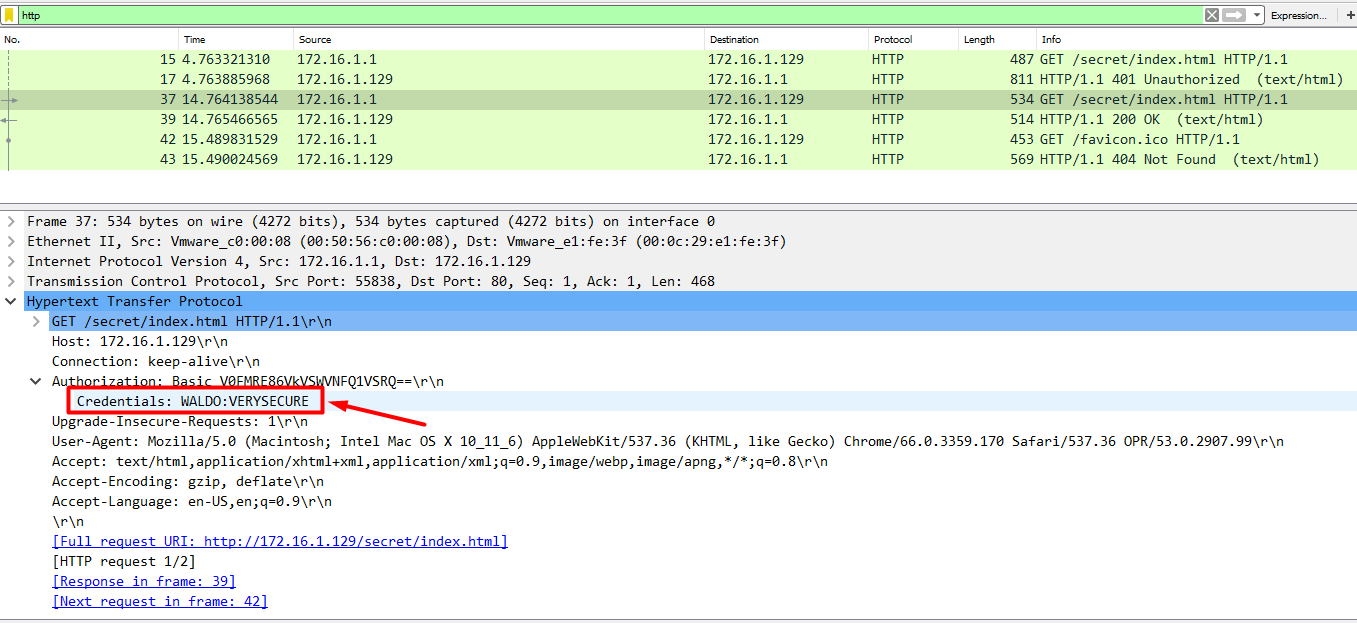 http Expression... +
No. Time Source Destination Protocol Length Info
15 4.763321310 172.16.1.1 172.16.1.129 HTTP 487 GET /secret/index.html HTTP/1.1
17 4.763885968 172.16.1.129 172.16.1.1 HTTP 811 HTTP/1.1 401 Unauthorized (text/html)
37 14.764138544 172.16.1.1 172.16.1.129 HTTP 534 GET /secret/index.html HTTP/1.1
39 14.765466565 172.16.1.129 172.16.1.1 HTTP 514 HTTP/1.1 200 OK (text/html)
42 15.489831529 172.16.1.1 172.16.1.129 HTTP 453 GET /favicon.ico HTTP/1.1
43 15.490024569 172.16.1.129 172.16.1.1 HTTP 569 HTTP/1.1 404 Not Found (text/html)
Frame 37: 534 bytes on wire (4272 bits), 534 bytes captured (4272 bits) on interface 0
Ethernet II, Src: Vmware_c0:00:08 (00:50:56:c0:00:08), Dst: Vmware_e1:fe:3f (00:0c:29:e1:fe:3f)
Internet Protocol Version 4, Src: 172.16.1.1, Dst: 172.16.1.129
Transmission Control Protocol, Src Port: 55838, Dst Port: 80, Seq: 1, Ack: 1, Len: 468
Hypertext Transfer Protocol
GET /secret/index.html HTTP/1.1\r\n
Host: 172.16.1.129\r\n
Connection: keep-alive\r\n
Authorization: Basic V0FMRE86VkVSWVNFQ1VSRQ==\r\n
Credentials: WALDO:VERYSECURE
Upgrade-Insecure-Requests: 1\r\n
User-Agent: Mozilla/5.0 (Macintosh; Intel Mac OS X 10_11_6) AppleWebKit/537.36 (KHTML, like Gecko) Chrome/66.0.3359.170 Safari/537.36 OPR/53.0.2907.99\r\n
Accept: text/html,application/xhtml+xml,application/xml;q=0.9,image/webp,image/apng,*/*;q=0.8\r\n
Accept-Encoding: gzip, deflate\r\n
Accept-Language: en-US,en;q=0.9\r\n
\r\n
[Full request URI: http://172.16.1.129/secret/index.html]
[HTTP request 1/2]
[Response in frame: 39]
[Next request in frame: 42]